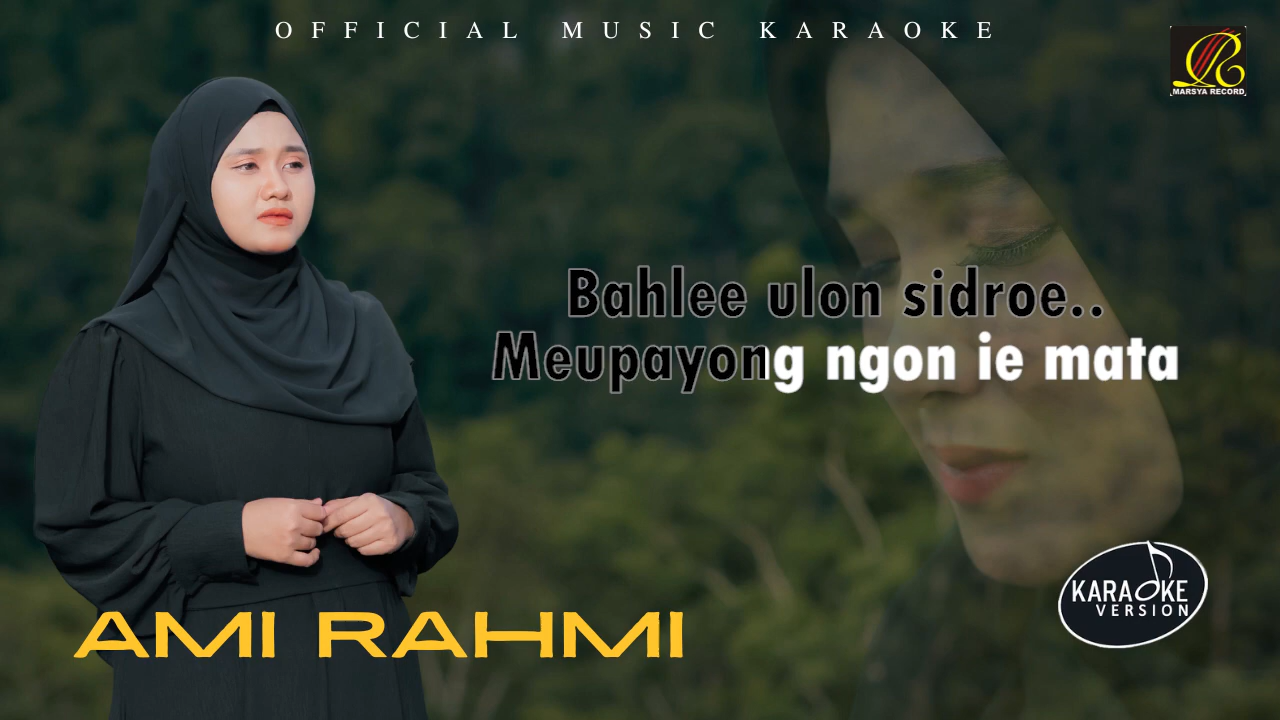 OFFICIAL MUSIC KARAOKE
MARSYA RECORD
Bahlee ulon sidroe..
Meupayong ngon ie mata
AMI RAHMI
KARAOKE
VERSION